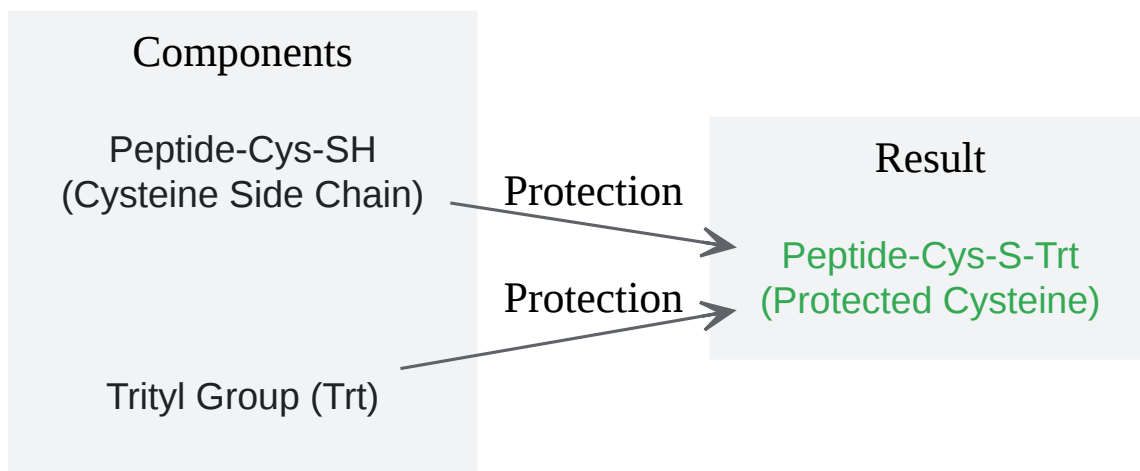 Components
Peptide-Cys-SH
(Cysteine Side Chain)
Trityl Group (Trt)
Protection
Protection
Result
Peptide-Cys-S-Trt
(Protected Cysteine)